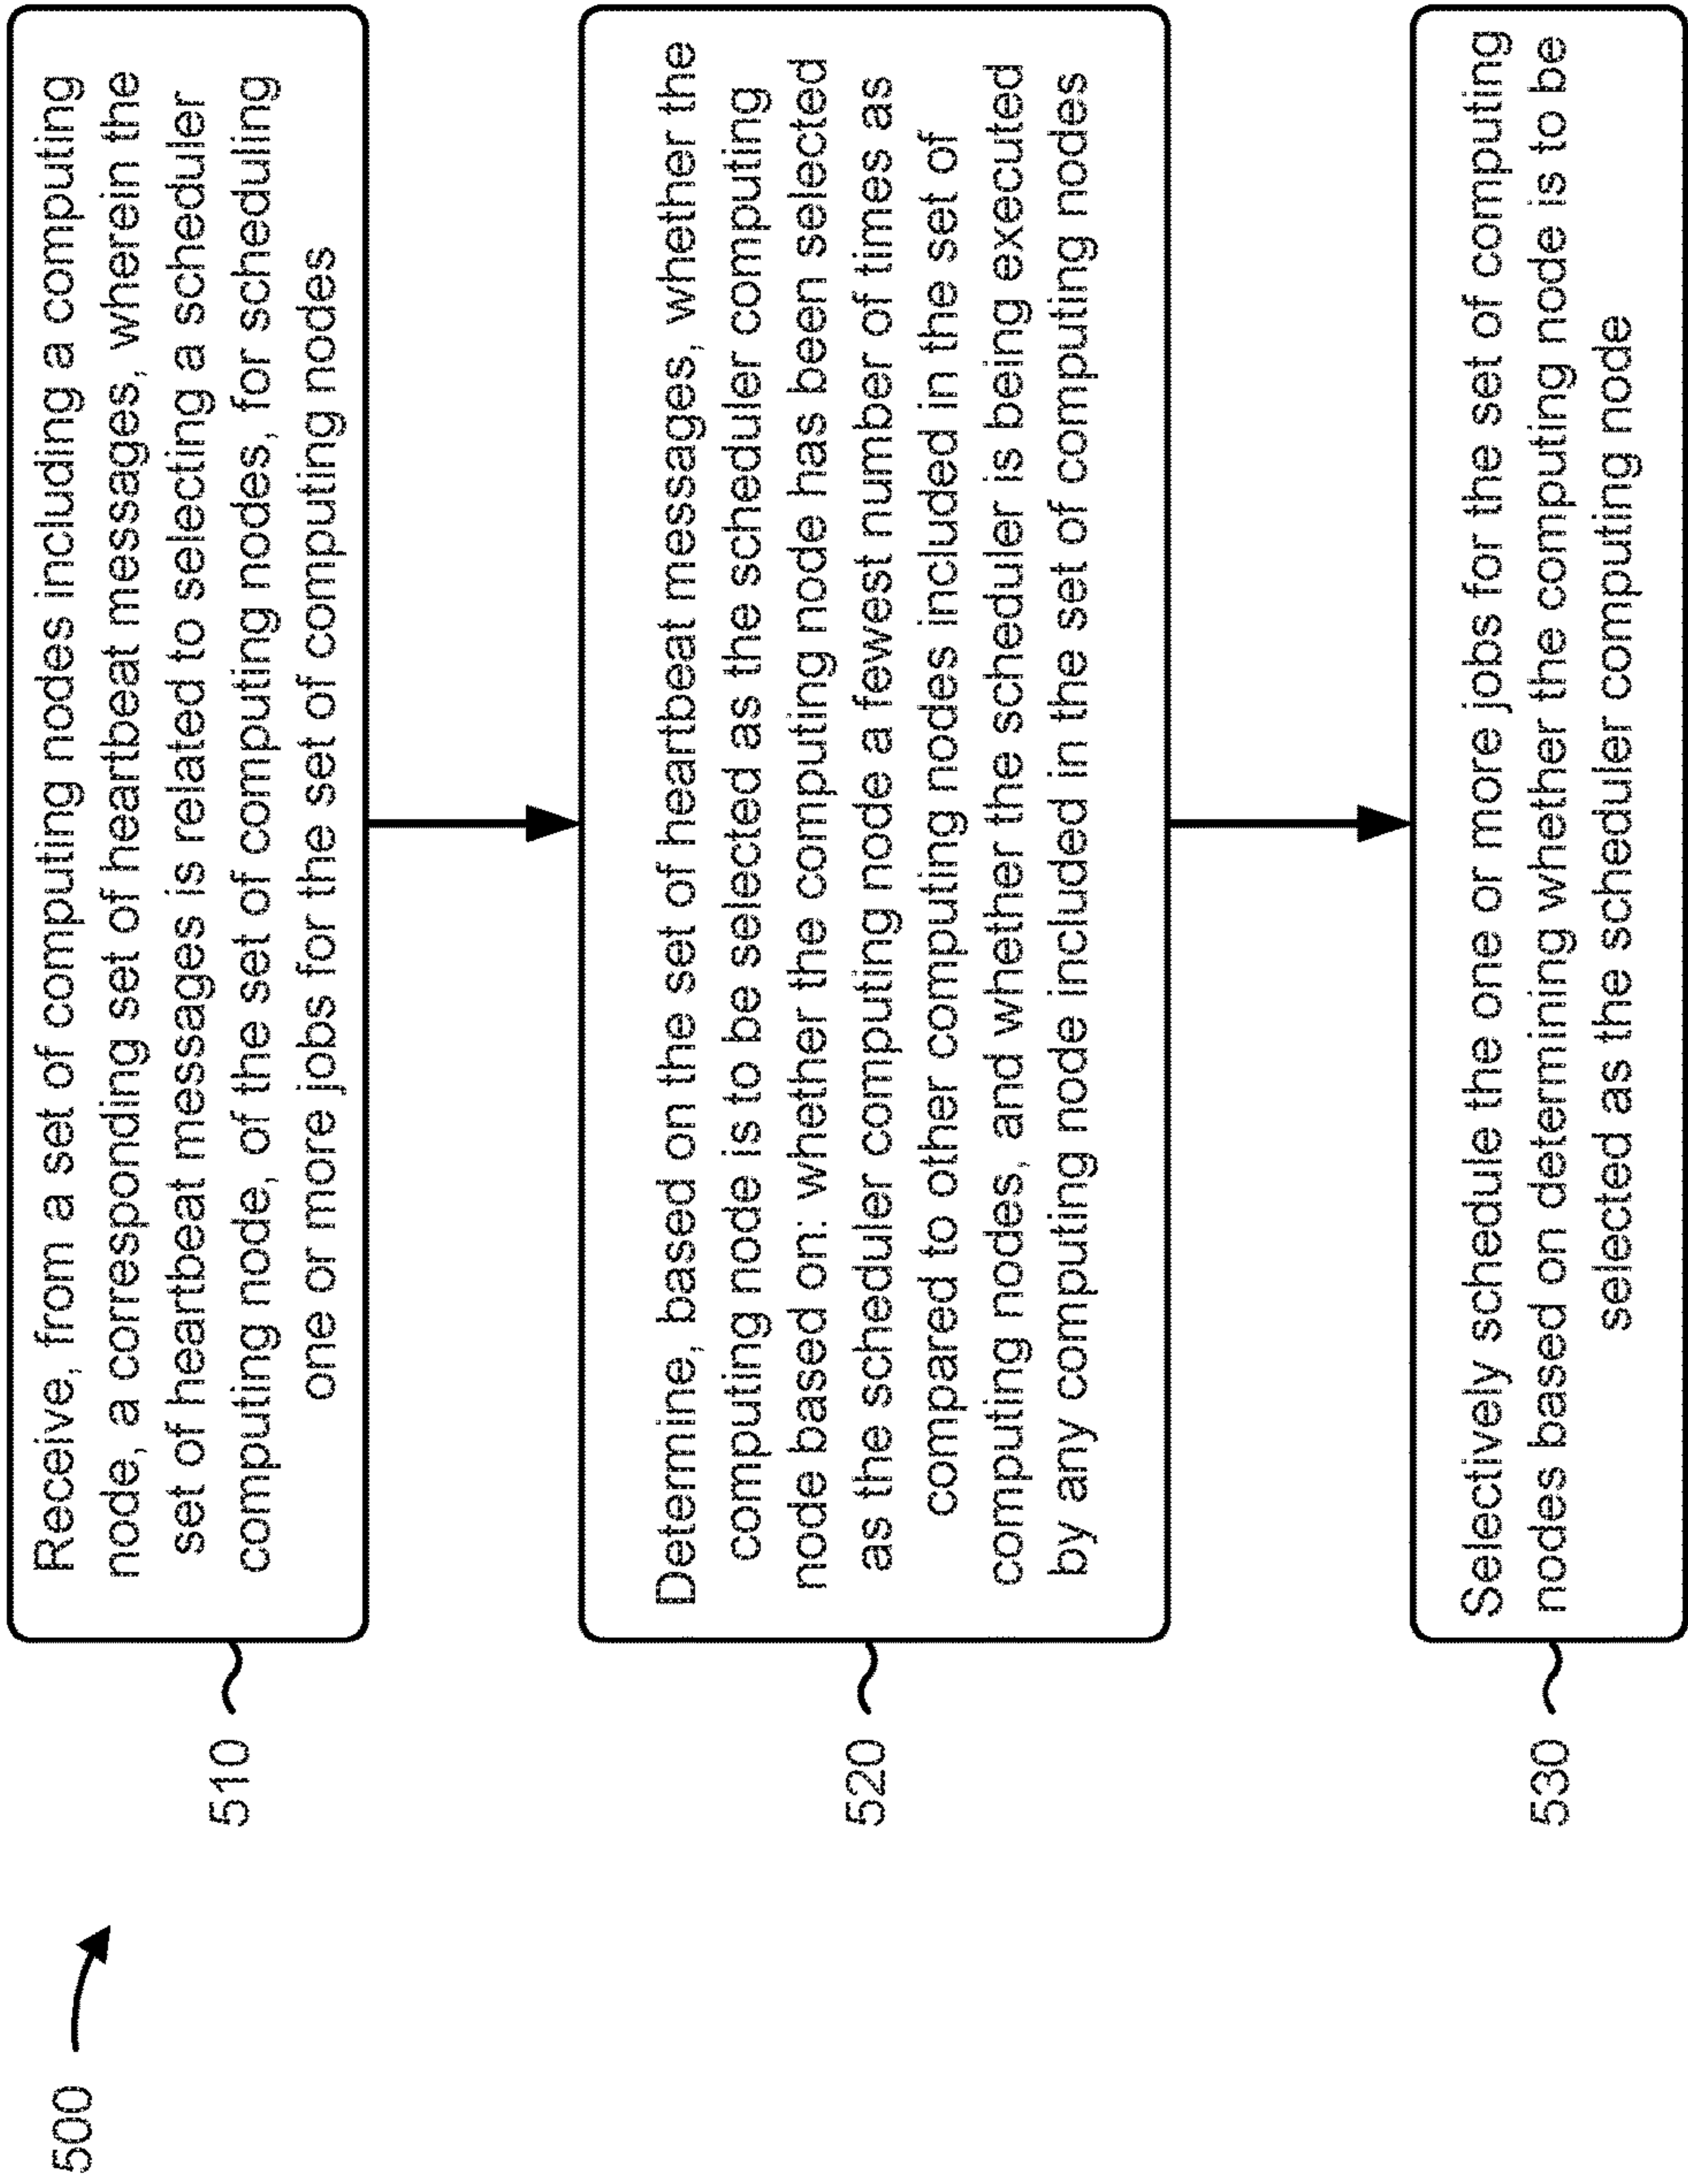 500
510
Receive, from a set of computing nodes including a computing
node, a corresponding set of heartbeat messages, wherein the
set of heartbeat messages is related to selecting a scheduler
computing node, of the set of computing nodes, for scheduling
one or more jobs for the set of computing nodes
520
Determine, based on the set of heartbeat messages, whether the
computing node is to be selected as the scheduler computing
node based on: whether the computing node has been selected
as the scheduler computing node a fewest number of times as
compared to other computing nodes included in the set of
computing nodes, and whether the scheduler is being executed
by any computing node included in the set of computing nodes
530
Selectively schedule the one or more jobs for the set of computing
nodes based on determining whether the computing node is to be
selected as the scheduler computing node